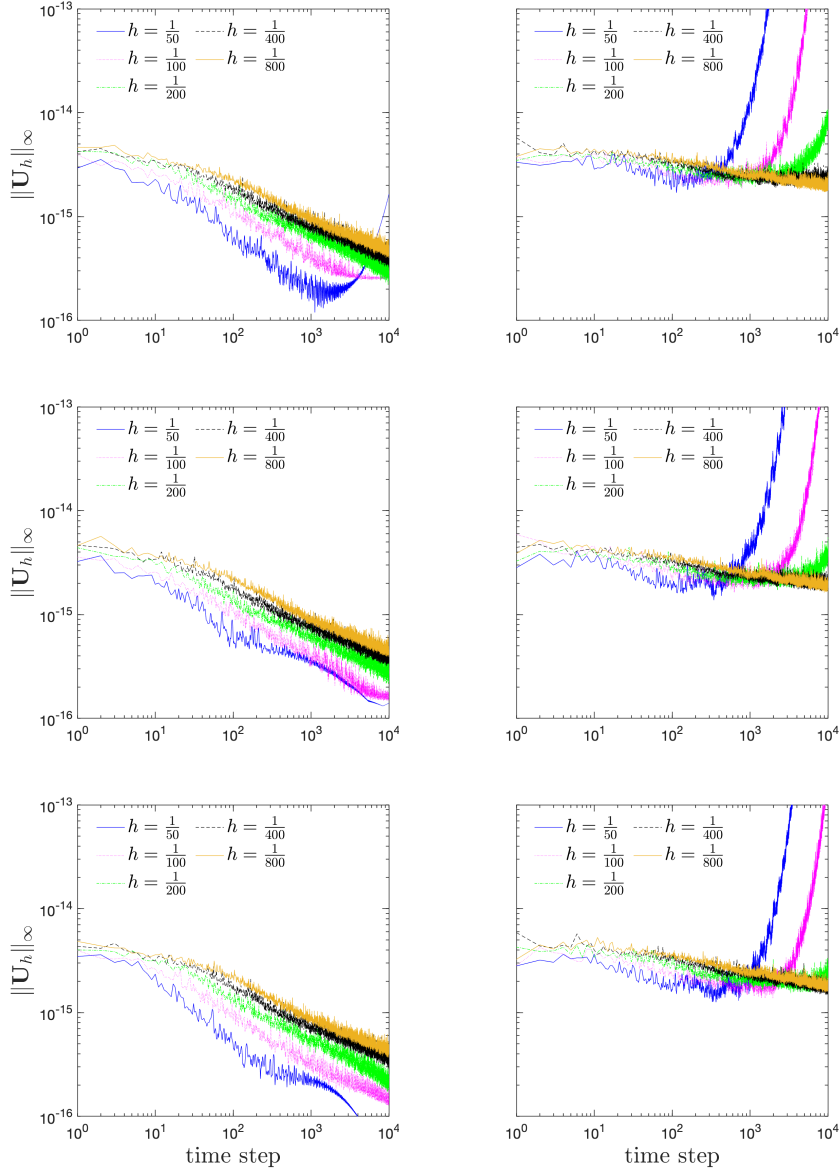 10^-13
h = 1/50 h = 1/400
h = 1/100 h = 1/800
h = 1/200
10^-14
‖U_h‖_∞
10^-15
10^-16
10^0 10^1 10^2 10^3 10^4
h = 1/50 h = 1/400
h = 1/100 h = 1/800
h = 1/200
10^0 10^1 10^2 10^3 10^4
10^-13
h = 1/50 h = 1/400
h = 1/100 h = 1/800
h = 1/200
10^-14
‖U_h‖_∞
10^-15
10^-16
10^0 10^1 10^2 10^3 10^4
h = 1/50 h = 1/400
h = 1/100 h = 1/800
h = 1/200
10^0 10^1 10^2 10^3 10^4
10^-13
h = 1/50 h = 1/400
h = 1/100 h = 1/800
h = 1/200
10^-14
‖U_h‖_∞
10^-15
10^-16
10^0 10^1 10^2 10^3 10^4
time step
h = 1/50 h = 1/400
h = 1/100 h = 1/800
h = 1/200
10^0 10^1 10^2 10^3 10^4
time step